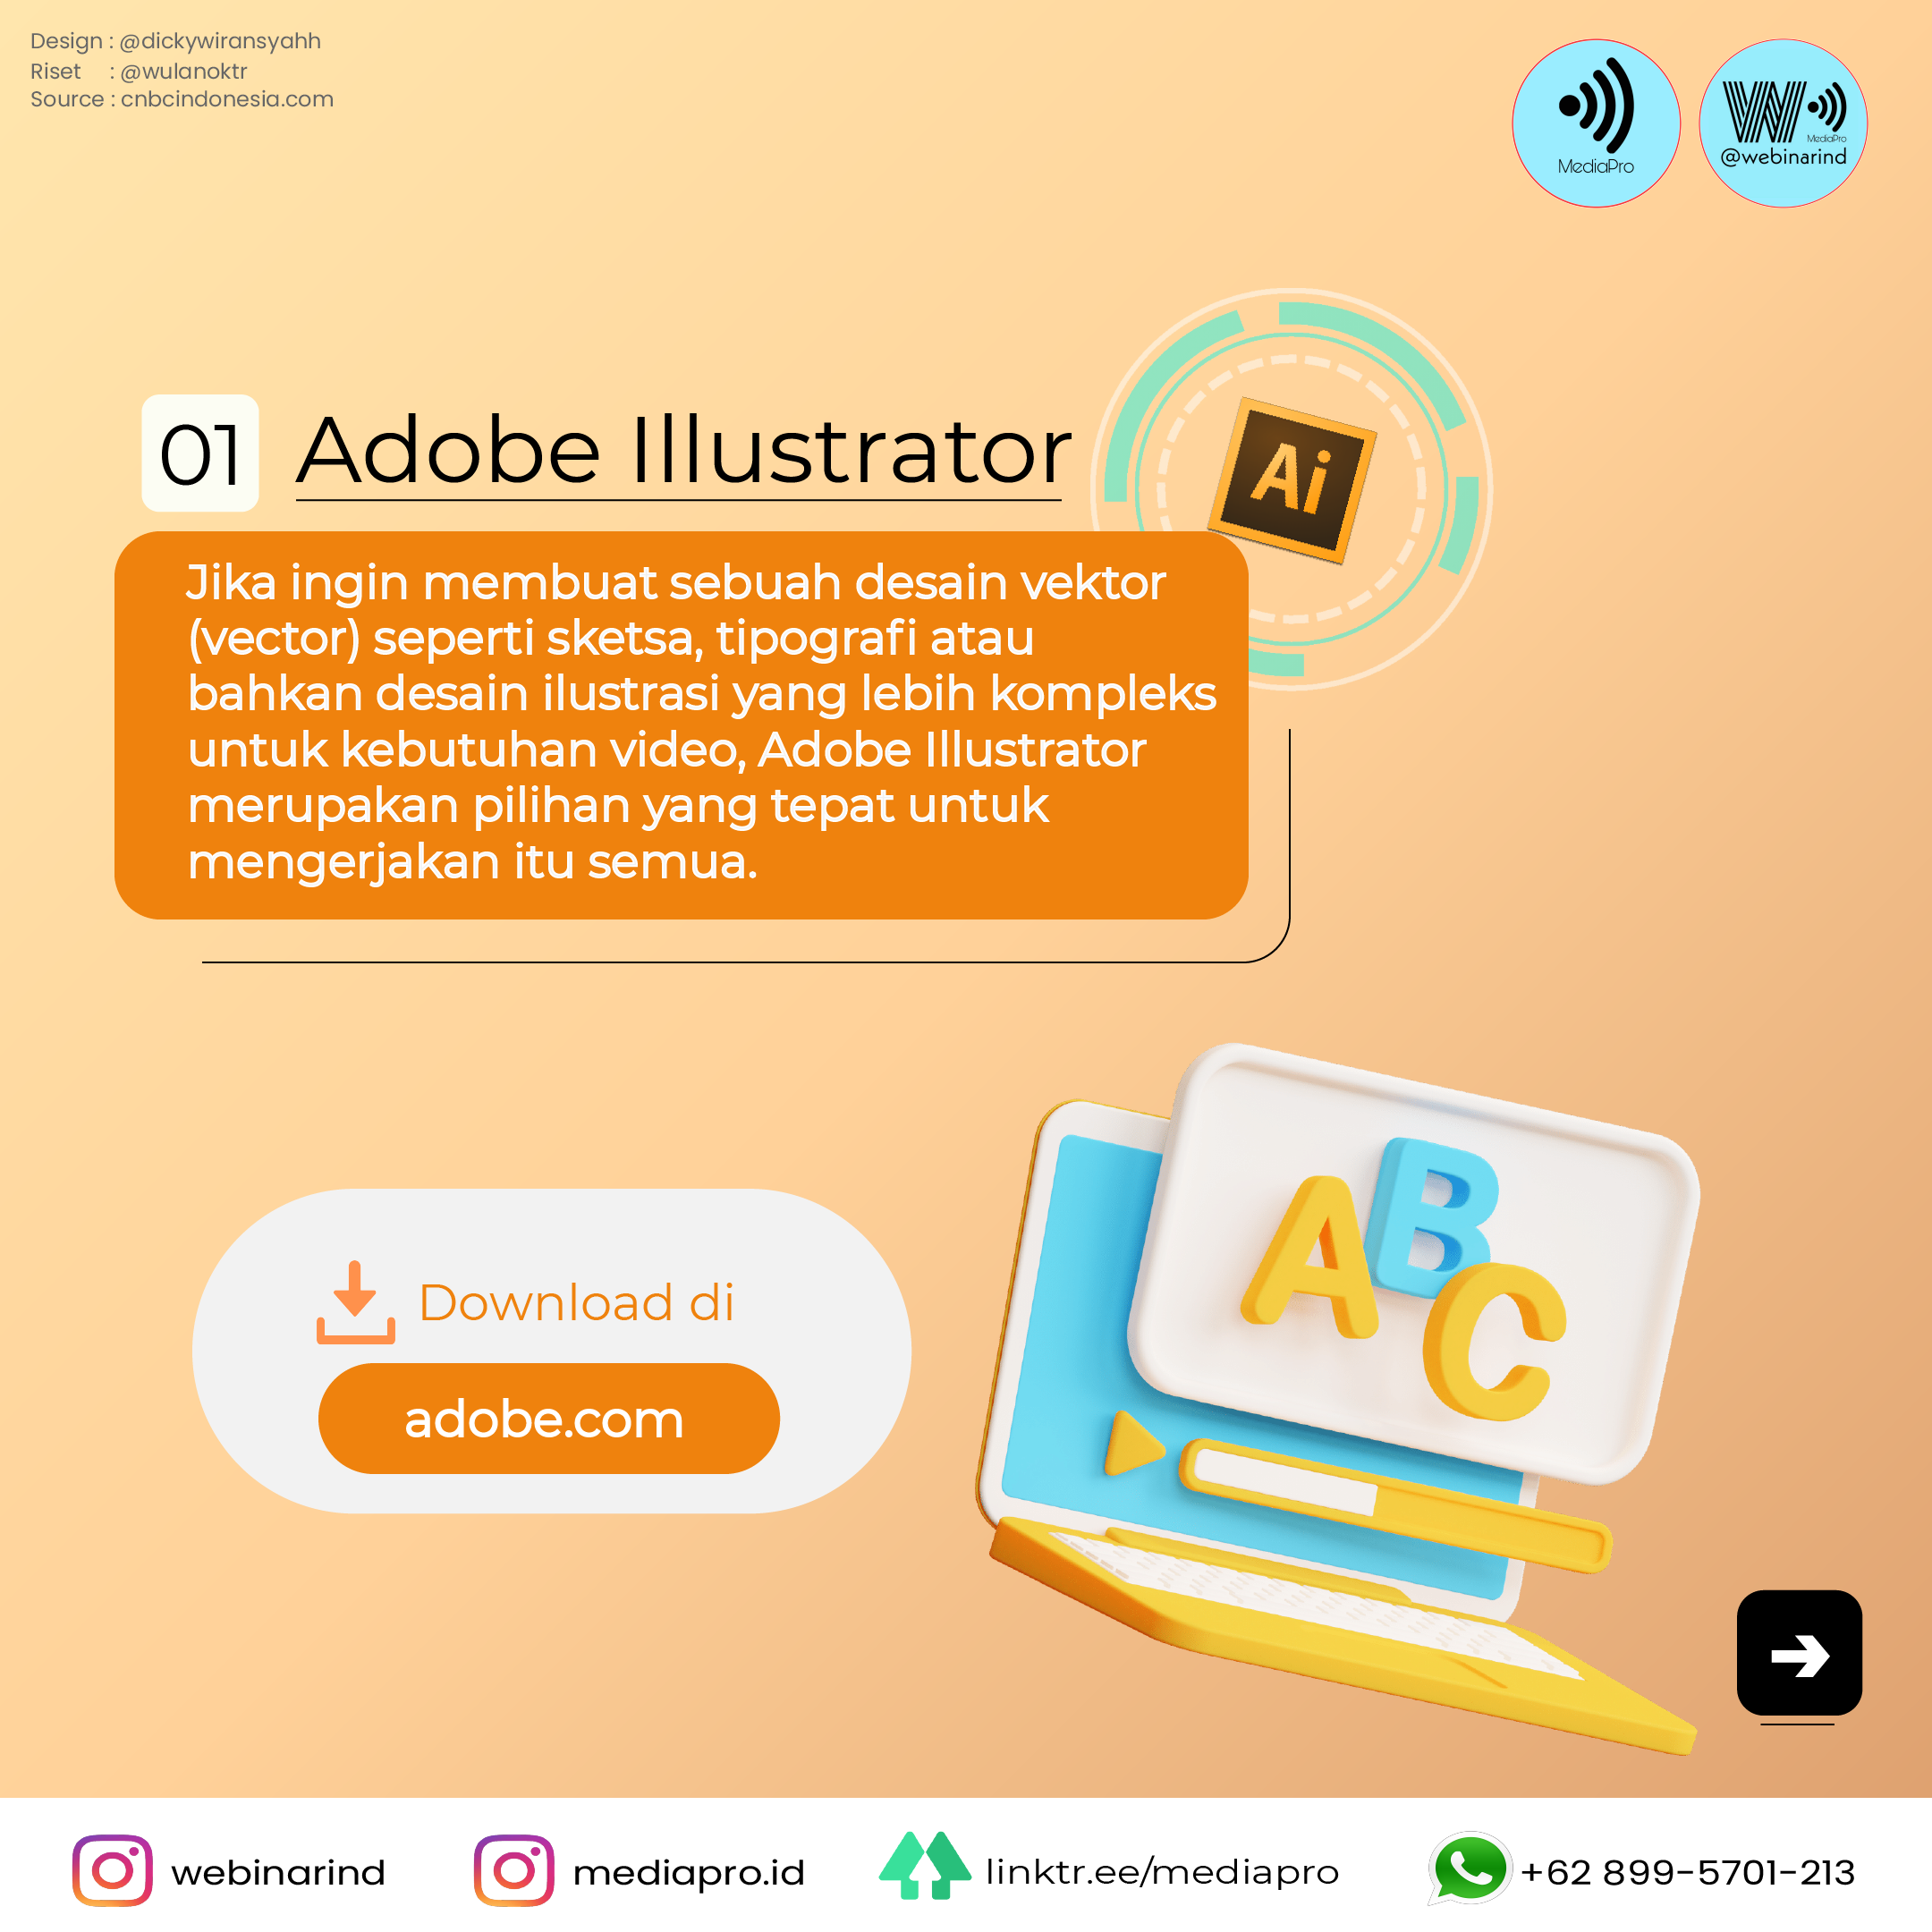 Design : @dickywiransyahh
Riset : @wulanoktr
Source : cnbcindonesia.com
MediaPro
W MediaPro
@webinarind
01 Adobe Illustrator
Ai
Jika ingin membuat sebuah desain vektor
(vector) seperti sketsa, tipografi atau
bahkan desain ilustrasi yang lebih kompleks
untuk kebutuhan video, Adobe Illustrator
merupakan pilihan yang tepat untuk
mengerjakan itu semua.
ABC
Download di
adobe.com
webinarind
mediapro.id
linktr.ee/mediapro
+62 899-5701-213